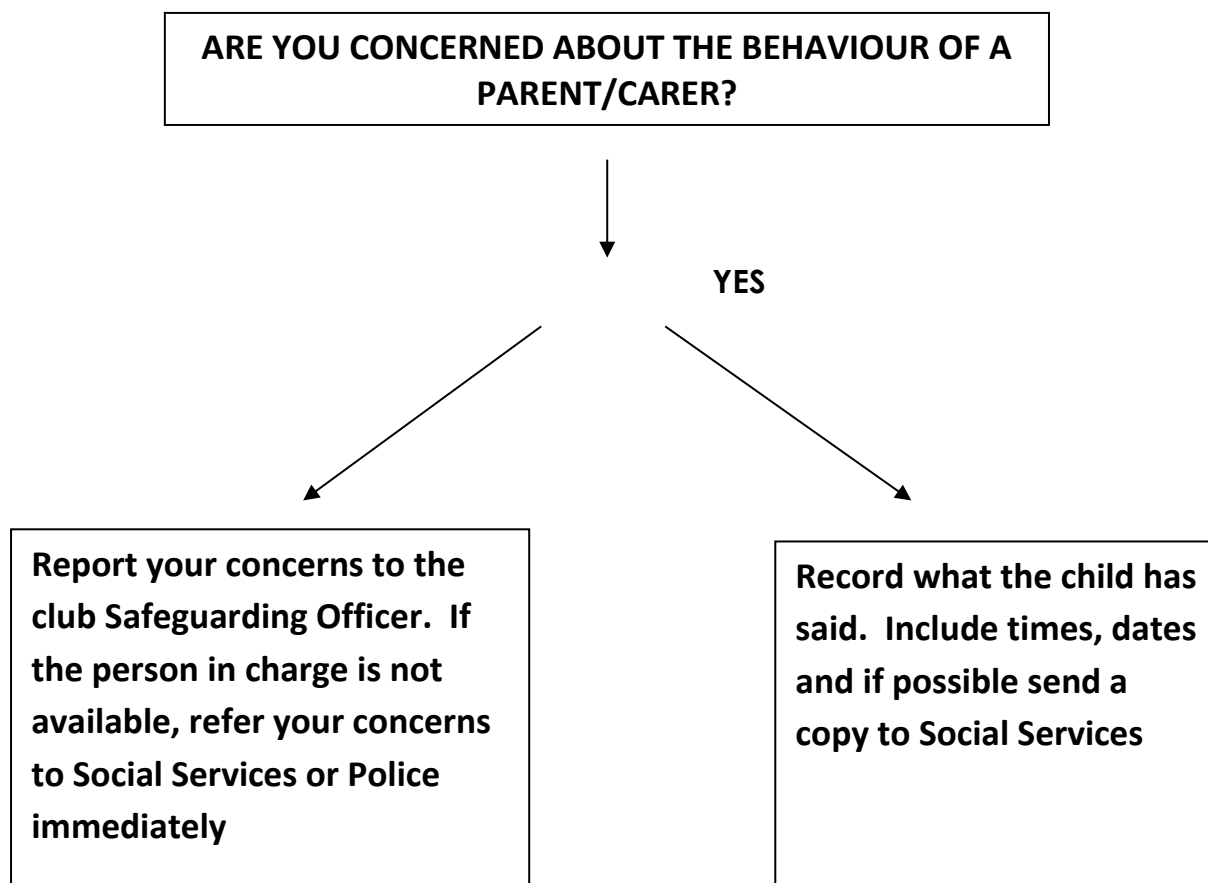 ARE YOU CONCERNED ABOUT THE BEHAVIOUR OF A
PARENT/CARER?
YES
Report your concerns to the
club Safeguarding Officer.  If
the person in charge is not
available, refer your concerns
to Social Services or Police
immediately
Record what the child has
said.  Include times, dates
and if possible send a
copy to Social Services